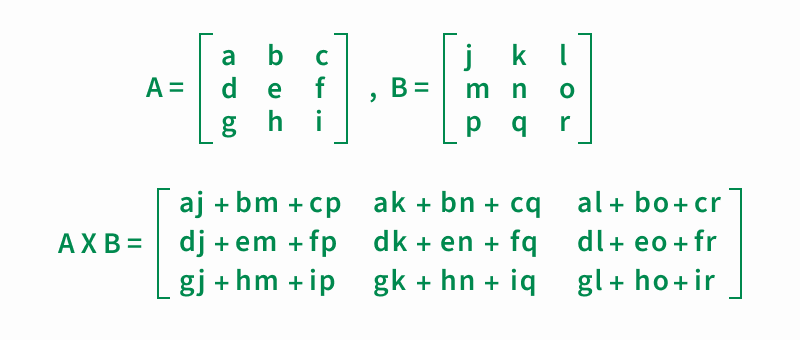 A = [ a b c
d e f
g h i ] , B = [ j k l
m n o
p q r ]
A X B = [ aj + bm + cp ak + bn + cq al + bo + cr
dj + em + fp dk + en + fq dl + eo + fr
gj + hm + ip gk + hn + iq gl + ho + ir ]